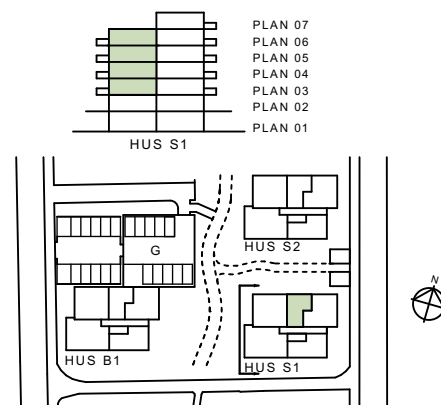 PLAN 07
PLAN 06
PLAN 05
PLAN 04
PLAN 03
PLAN 02
PLAN 01
HUS S1
G
HUS S2
N
HUS B1
HUS S1